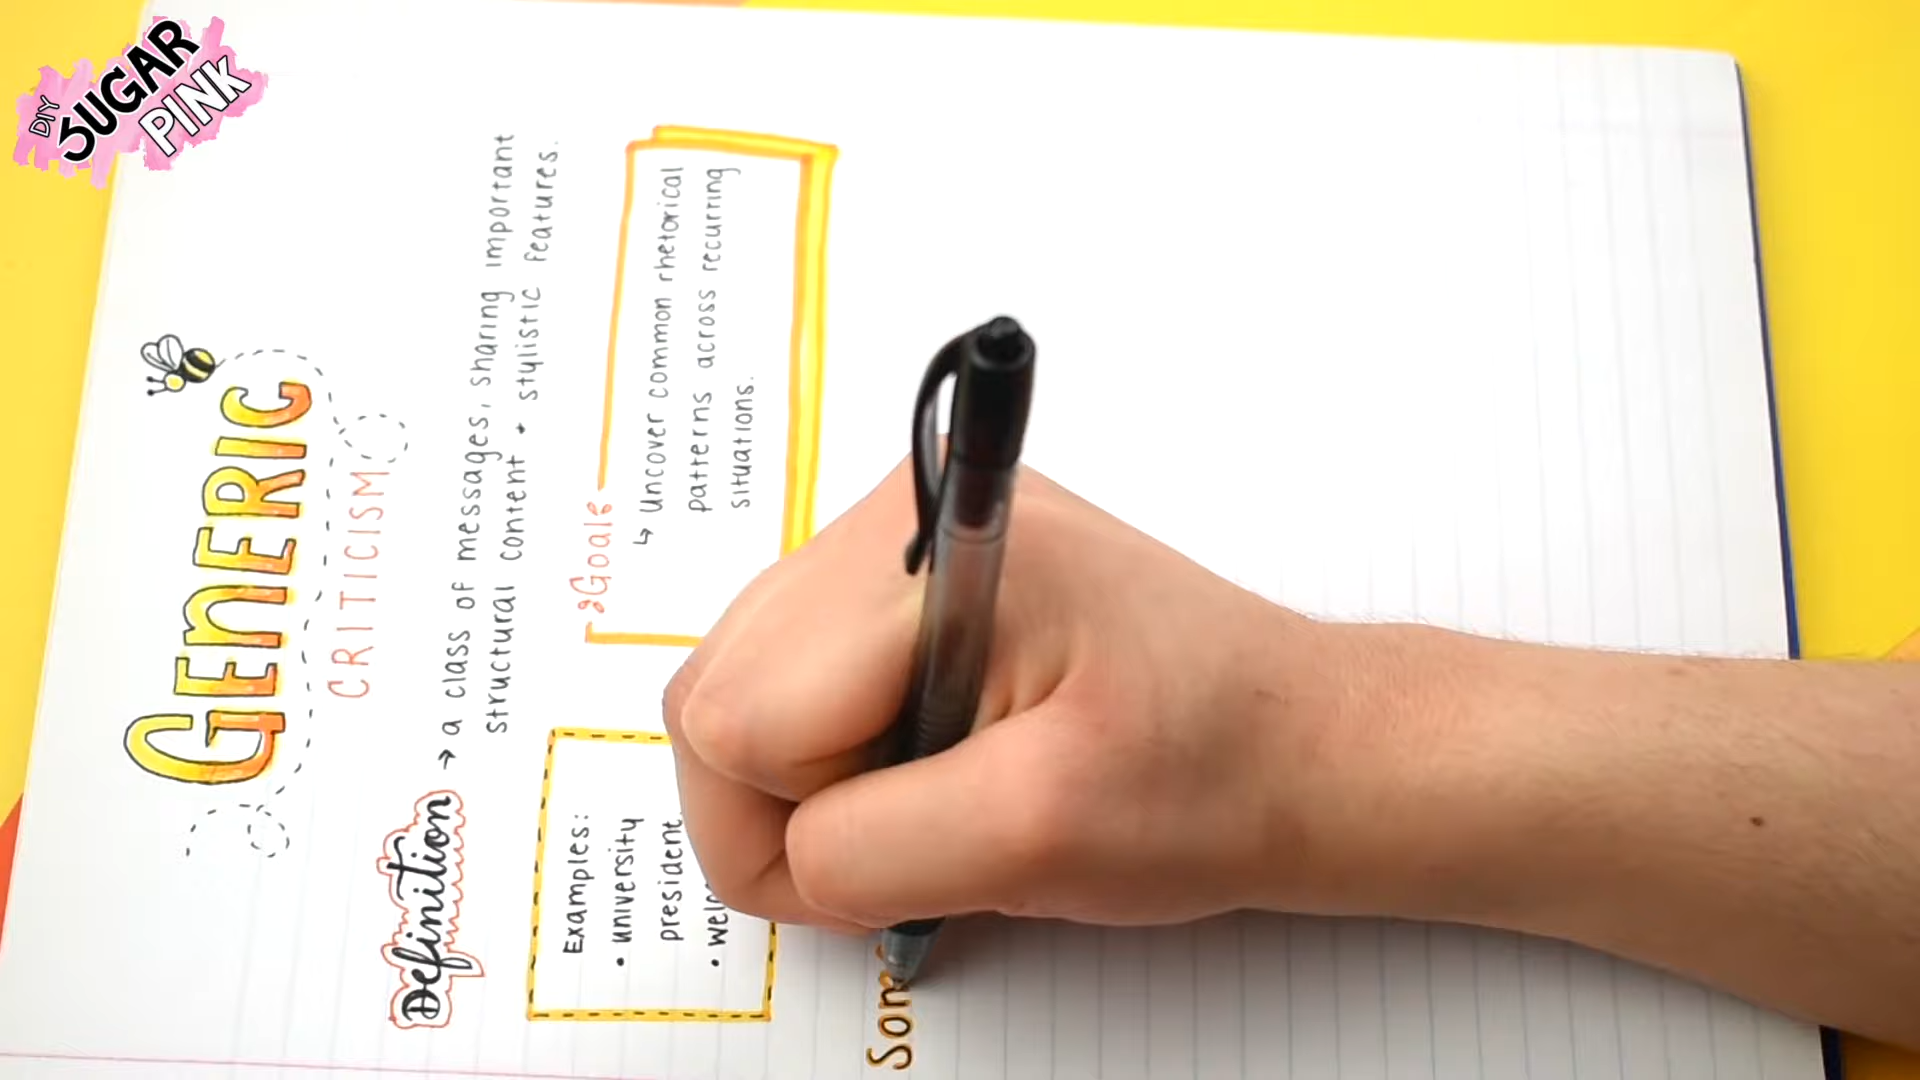 DIY
SUGAR
PINK
GENERIC
CRITICISM
Definition → a class of messages, sharing important
structural content + stylistic features.
Goals
↳ Uncover common rhetorical
patterns across recurring
situations.
Examples:
• university
president
•